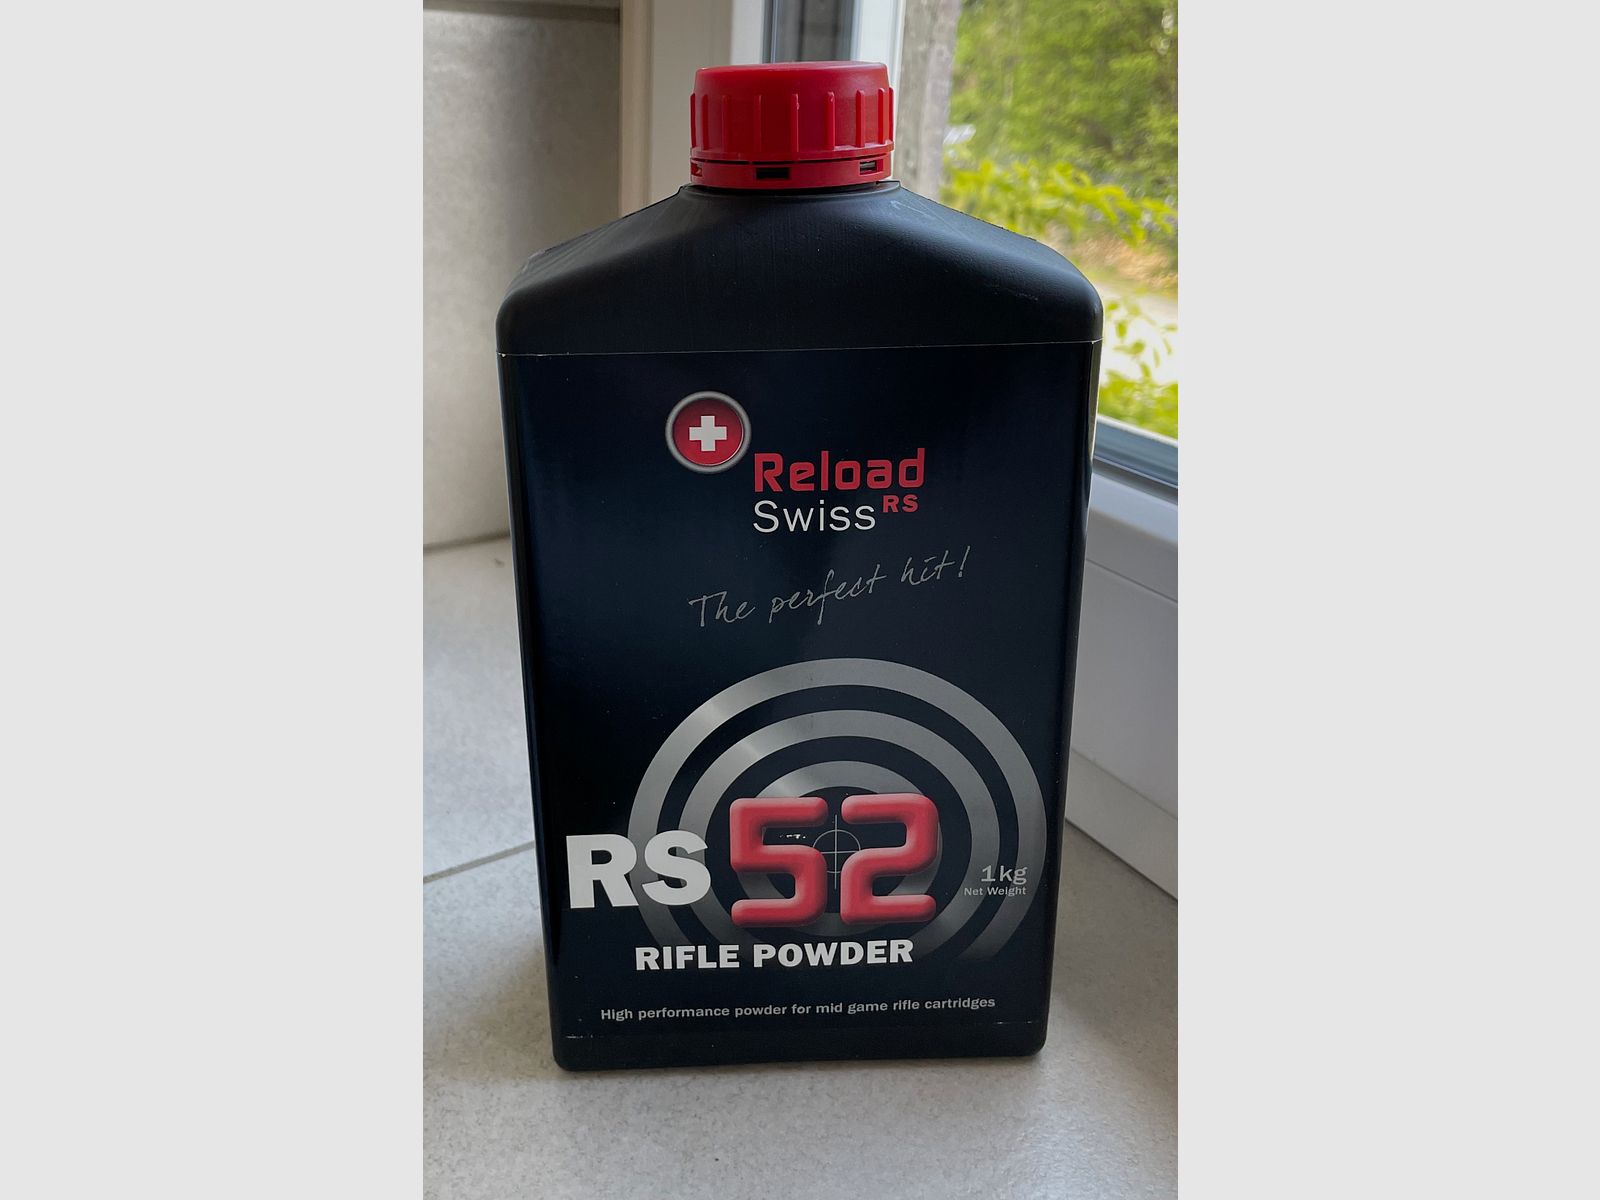 Reload
Swiss RS
The perfect hit!
RS 52
1kg
Net Weight
RIFLE POWDER
High performance powder for mid game rifle cartridges